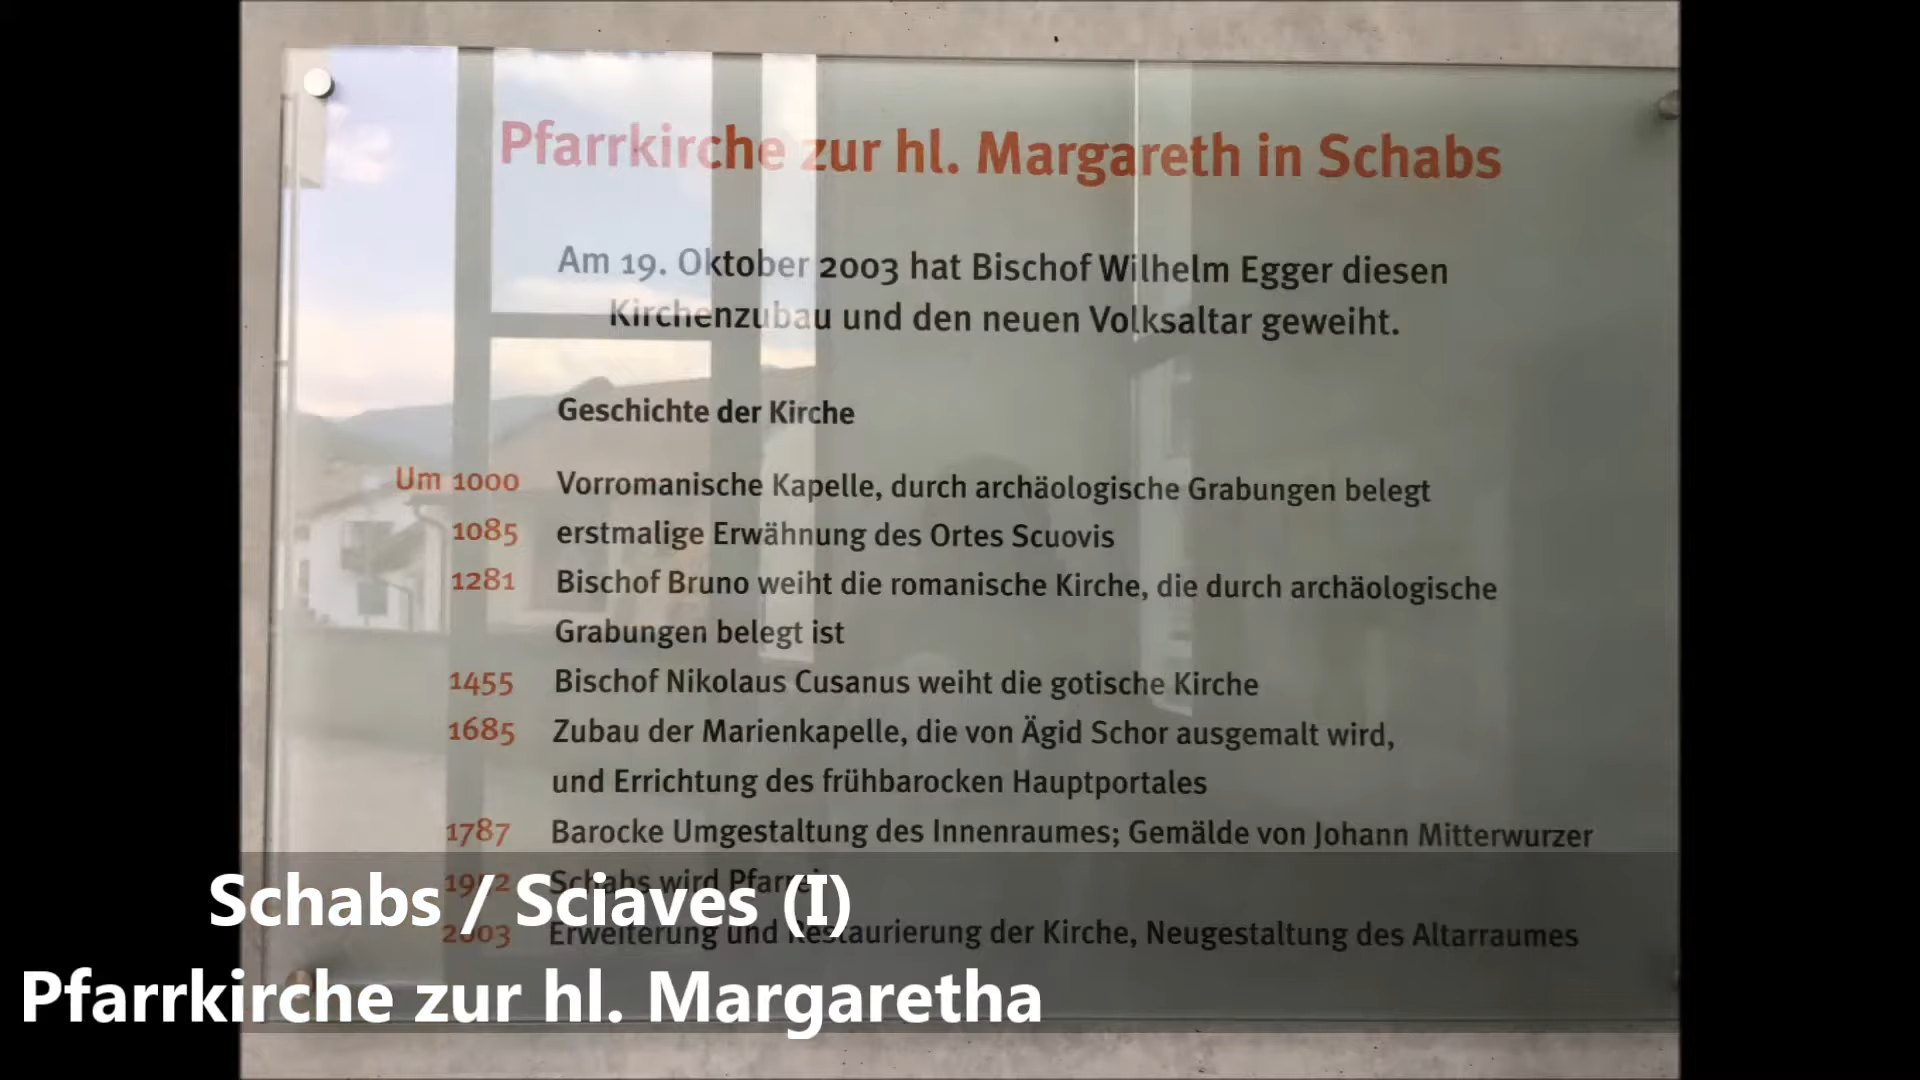 Pfarrkirche zur hl. Margareth in Schabs
Am 19. Oktober 2003 hat Bischof Wilhelm Egger diesen
Kirchenzubau und den neuen Volksaltar geweiht.
Geschichte der Kirche
Um 1000 Vorromanische Kapelle, durch archäologische Grabungen belegt
1085 erstmalige Erwähnung des Ortes Scuovis
1281 Bischof Bruno weiht die romanische Kirche, die durch archäologische
Grabungen belegt ist
1455 Bischof Nikolaus Cusanus weiht die gotische Kirche
1685 Zubau der Marienkapelle, die von Ägid Schor ausgemalt wird,
und Errichtung des frühbarocken Hauptportales
1787 Barocke Umgestaltung des Innenraumes; Gemälde von Johann Mitterwurzer
Schabs wird Pfarrei
2003 Erweiterung und Restaurierung der Kirche, Neugestaltung des Altarraumes
Schabs / Sciaves (I)
Pfarrkirche zur hl. Margaretha